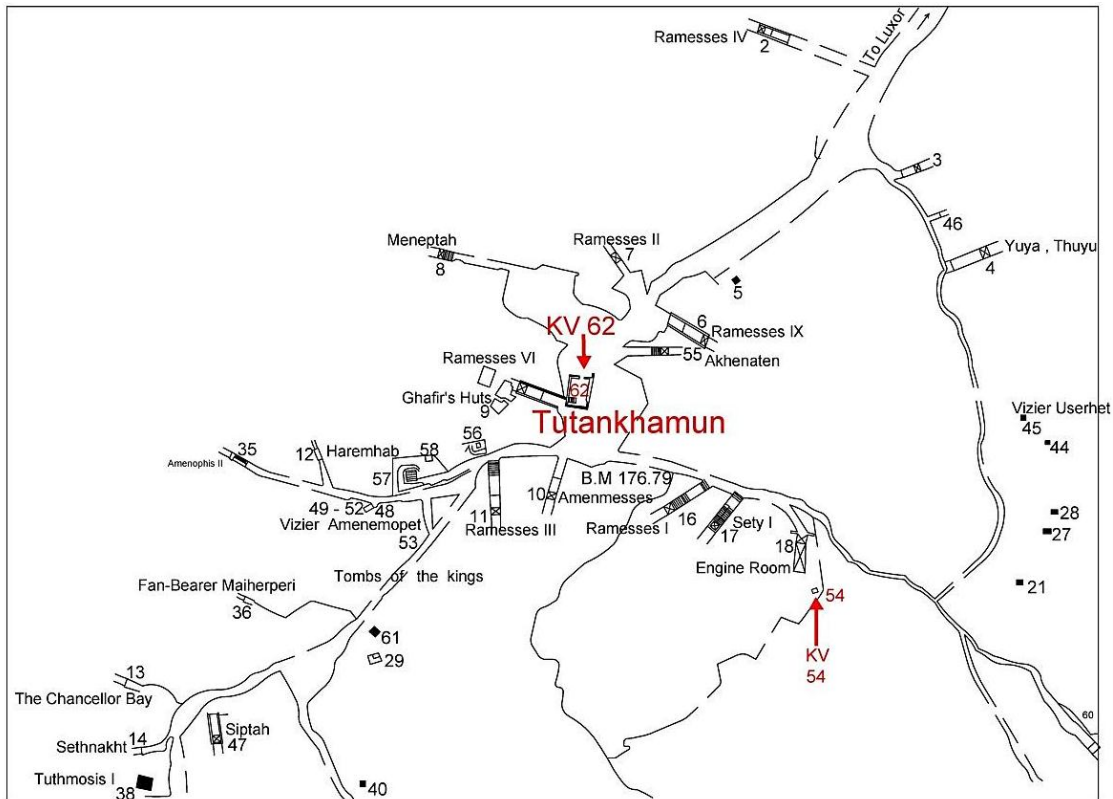 To Luxor
Ramesses IV
2
3
46
Yuya , Thuyu
4
Meneptah
8
Ramesses II
7
5
6
Ramesses IX
55
Akhenaten
KV 62
62
Tutankhamun
Ramesses VI
Ghafir's Huts
9
Vizier Userhet
45
44
56
58
Haremhab
57
12
35
Amenophis II
49 - 52
48
Vizier Amenemopet
53
11
Ramesses III
10
B.M 176.79
Amenmesses
16
Ramesses I
17
Sety I
18
Engine Room
28
27
21
54
KV
54
Tombs of the kings
Fan-Bearer Maiherperi
36
61
29
13
The Chancellor Bay
14
Sethnakht
Siptah
47
Tuthmosis I
38
40
60